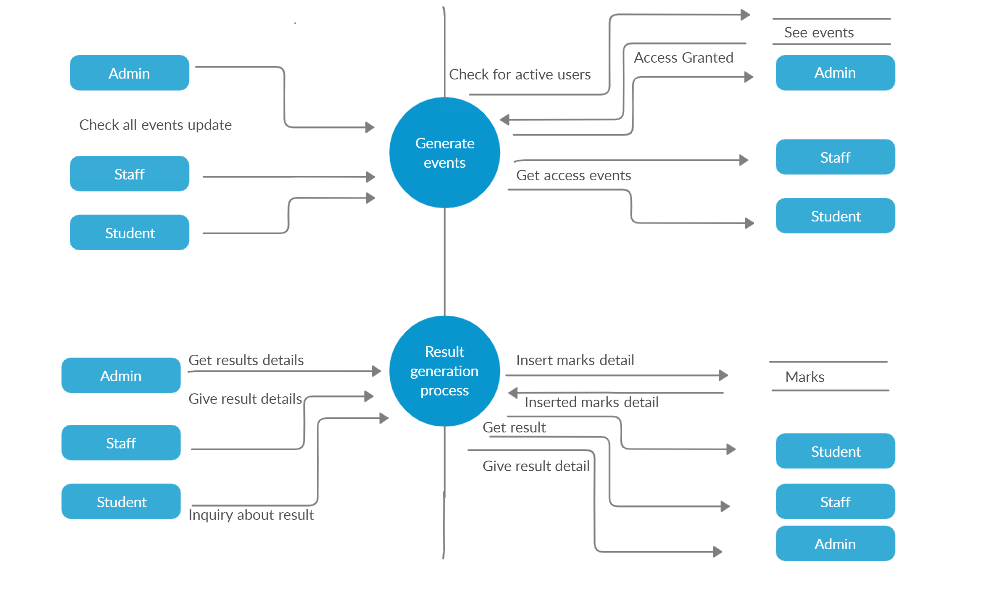 See events
Access Granted
Admin
Check for active users
Admin
Check all events update
Generate
events
Staff
Staff
Get access events
Student
Student
Result
generation
process
Get results details
Insert marks detail
Admin
Marks
Give result details
Inserted marks detail
Get result
Staff
Student
Give result detail
Student
Staff
Inquiry about result
Admin